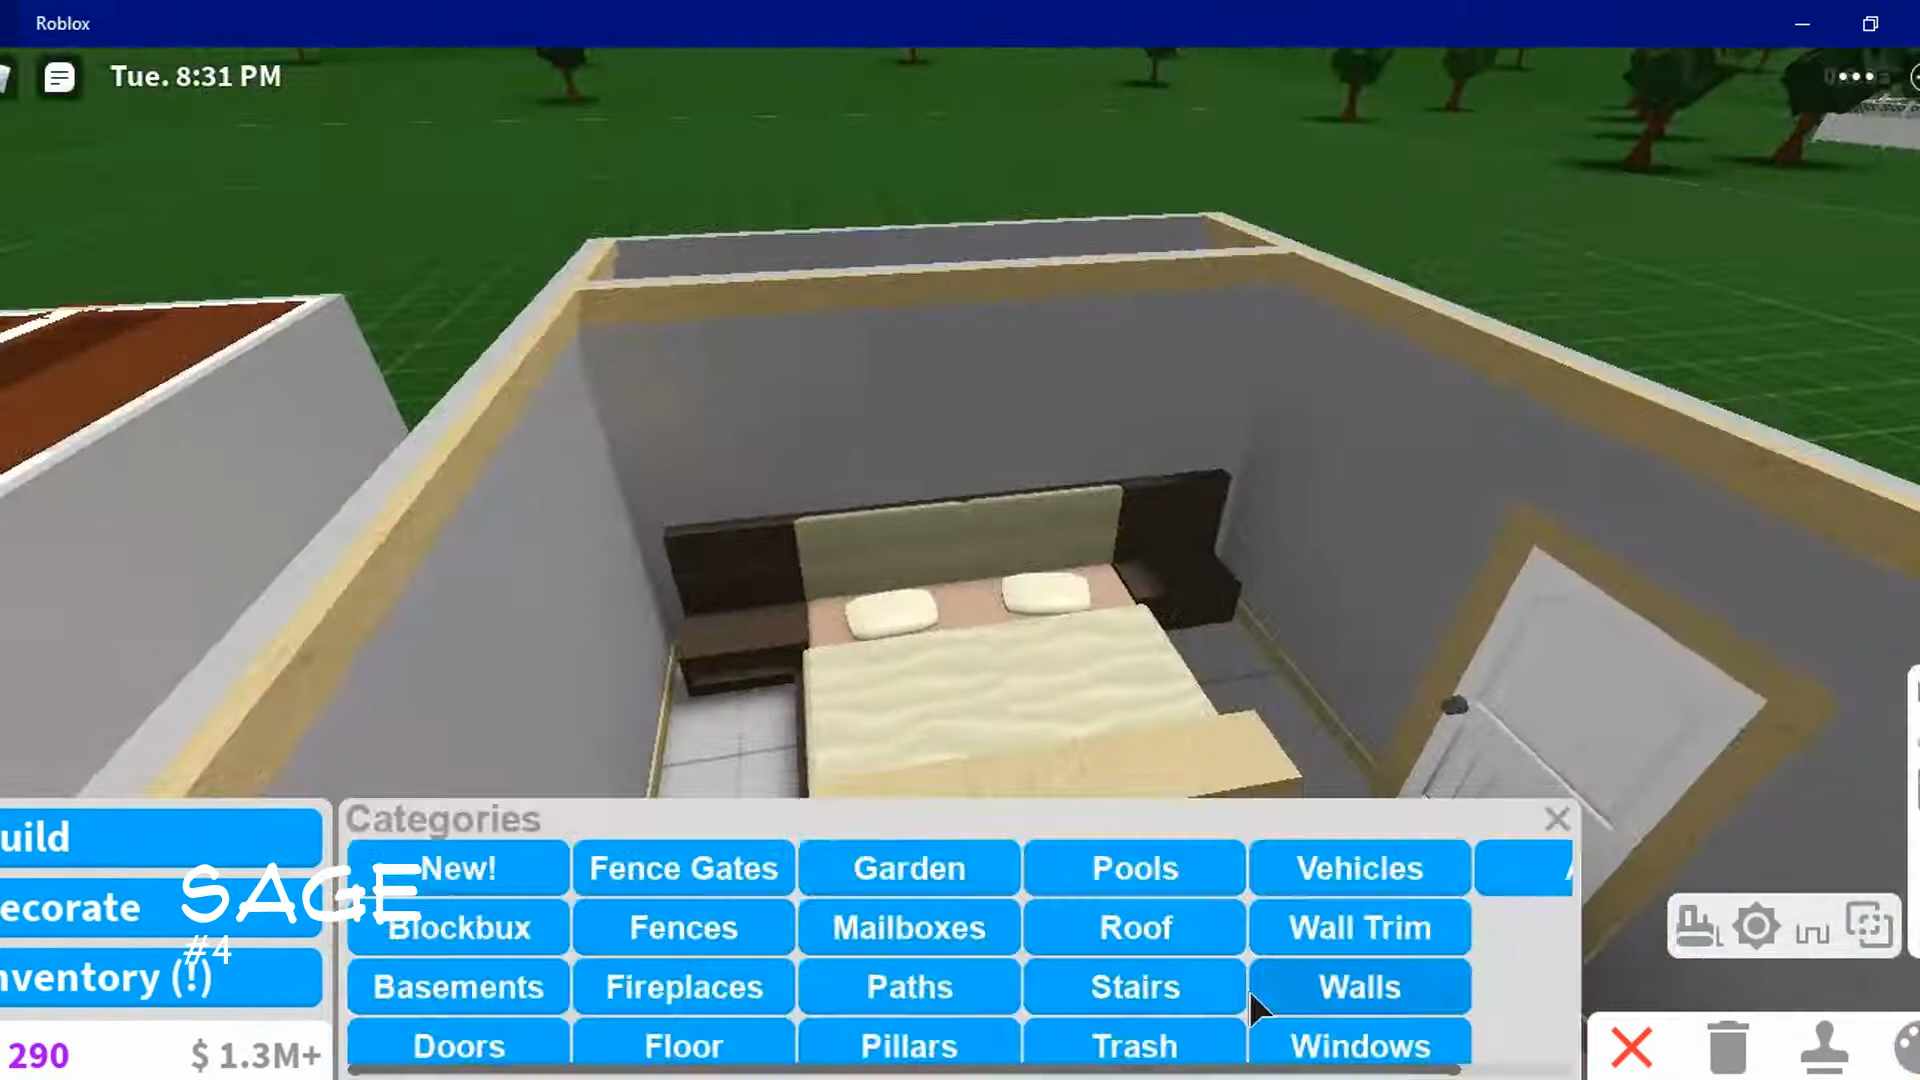 Roblox
Tue. 8:31 PM
Categories
uild
ecorate
nventory (!)
SAGE
#4
290
$ 1.3M+
New!
Fence Gates
Garden
Pools
Vehicles
Blockbux
Fences
Mailboxes
Roof
Wall Trim
Basements
Fireplaces
Paths
Stairs
Walls
Doors
Floor
Pillars
Trash
Windows